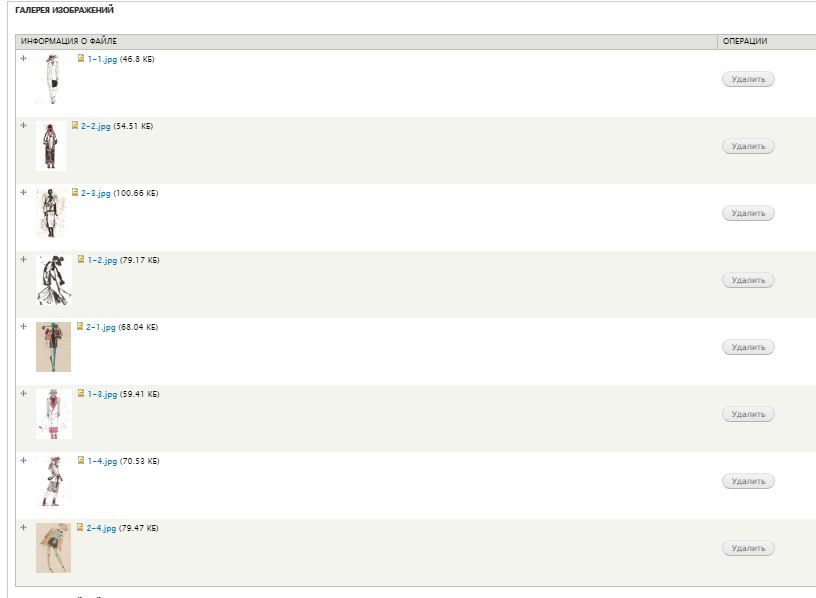 ГАЛЕРЕЯ ИЗОБРАЖЕНИЙ
ИНФОРМАЦИЯ О ФАЙЛЕ ОПЕРАЦИИ
1-1.jpg (46.8 КБ)
Удалить
2-2.jpg (54.51 КБ)
Удалить
2-3.jpg (100.66 КБ)
Удалить
1-2.jpg (79.17 КБ)
Удалить
2-1.jpg (68.04 КБ)
Удалить
1-3.jpg (59.41 КБ)
Удалить
1-4.jpg (70.53 КБ)
Удалить
2-4.jpg (79.47 КБ)
Удалить